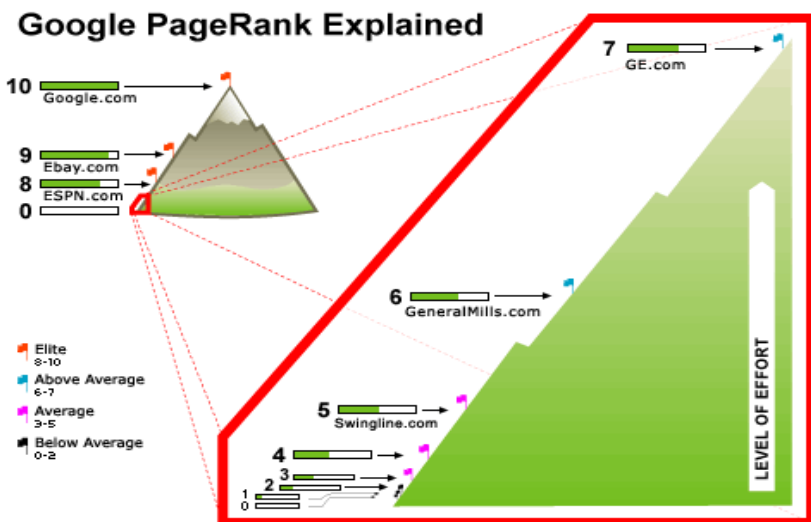 Google PageRank Explained
10
Google.com
9
Ebay.com
8
ESPN.com
0
Elite
8-10
Above Average
6-7
Average
3-5
Below Average
0-2
7
GE.com
6
GeneralMills.com
5
Swingline.com
4
3
2
1
0
LEVEL OF EFFORT